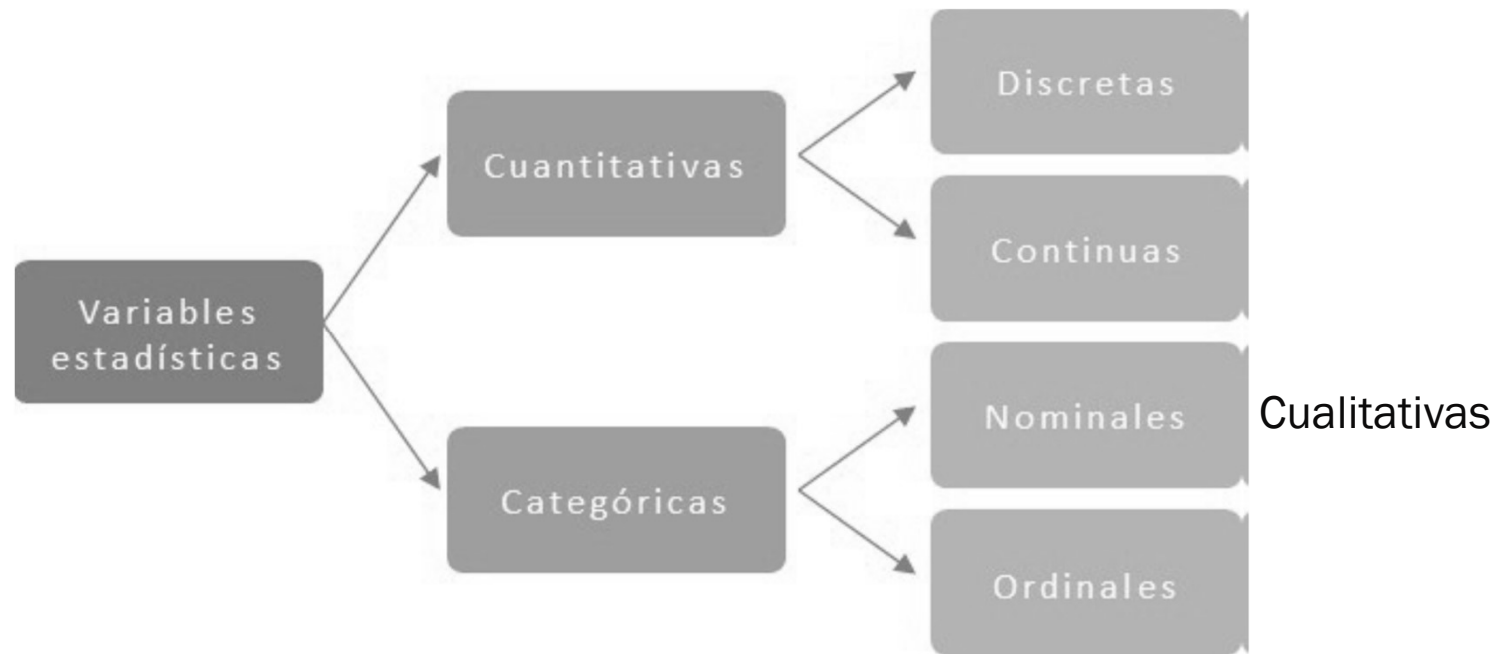 Variables
estadísticas
Cuantitativas
Categóricas
Discretas
Continuas
Nominales
Ordinales
Cualitativas